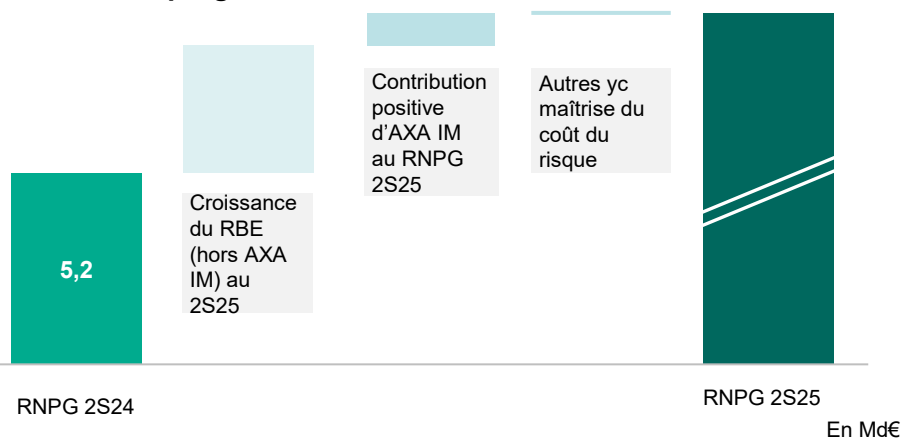 5,2
Croissance
du RBE
(hors AXA
IM) au
2S25
Contribution
positive
d'AXA IM
au RNPG
2S25
Autres yc
maîtrise du
coût du
risque
RNPG 2S24
RNPG 2S25
En Md€